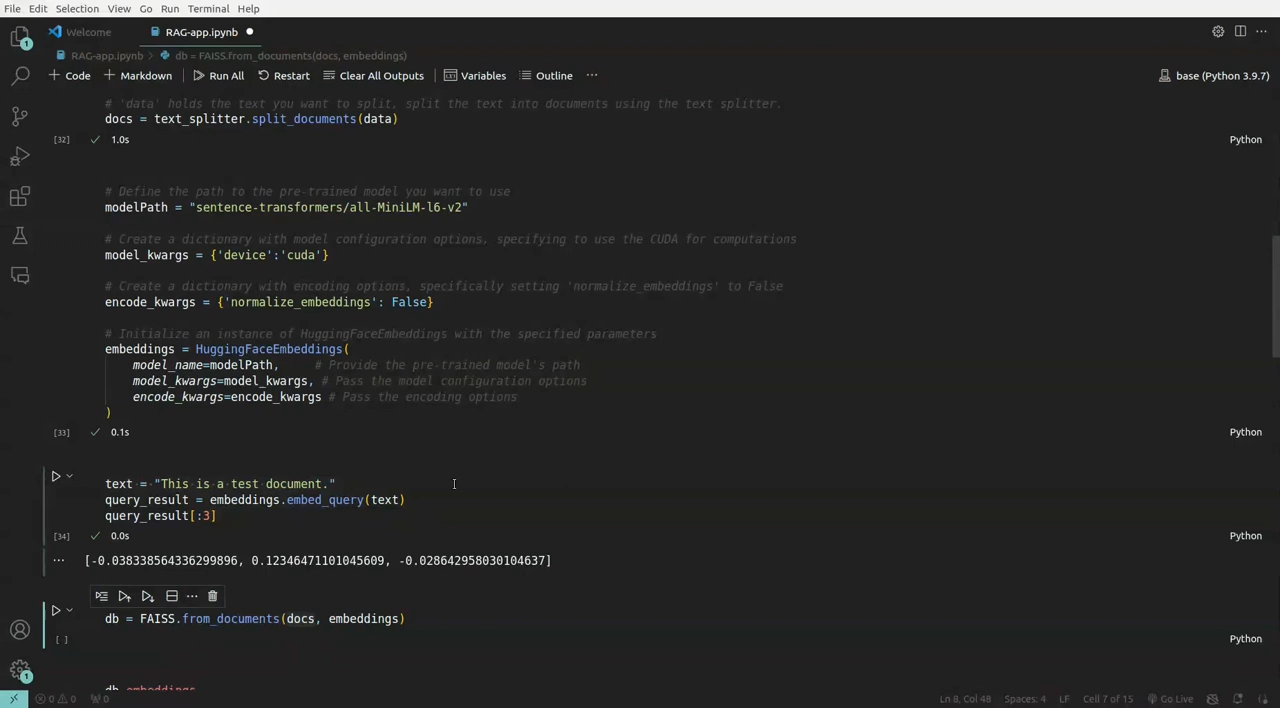 File Edit Selection View Go Run Terminal Help
Welcome RAG-app.ipynb
RAG-app.ipynb > db = FAISS.from_documents(docs, embeddings)
+ Code + Markdown Run All Restart Clear All Outputs Variables Outline ... base (Python 3.9.7)
# 'data' holds the text you want to split, split the text into documents using the text splitter.
docs = text_splitter.split_documents(data)
[32] 1.0s Python
# Define the path to the pre-trained model you want to use
modelPath = "sentence-transformers/all-MiniLM-l6-v2"
# Create a dictionary with model configuration options, specifying to use the CUDA for computations
model_kwargs = {'device':'cuda'}
# Create a dictionary with encoding options, specifically setting 'normalize_embeddings' to False
encode_kwargs = {'normalize_embeddings': False}
# Initialize an instance of HuggingFaceEmbeddings with the specified parameters
embeddings = HuggingFaceEmbeddings(
model_name=modelPath, # Provide the pre-trained model's path
model_kwargs=model_kwargs, # Pass the model configuration options
encode_kwargs=encode_kwargs # Pass the encoding options
)
[33] 0.1s Python
text = "This is a test document."
query_result = embeddings.embed_query(text)
query_result[:3]
[34] 0.0s Python
... [-0.038338564336299896, 0.12346471101045609, -0.028642958030104637]
db = FAISS.from_documents(docs, embeddings)
[ ] Python
db.embeddings
0 0 0 Ln 8, Col 48 Spaces: 4 LF Cell 7 of 15 Go Live